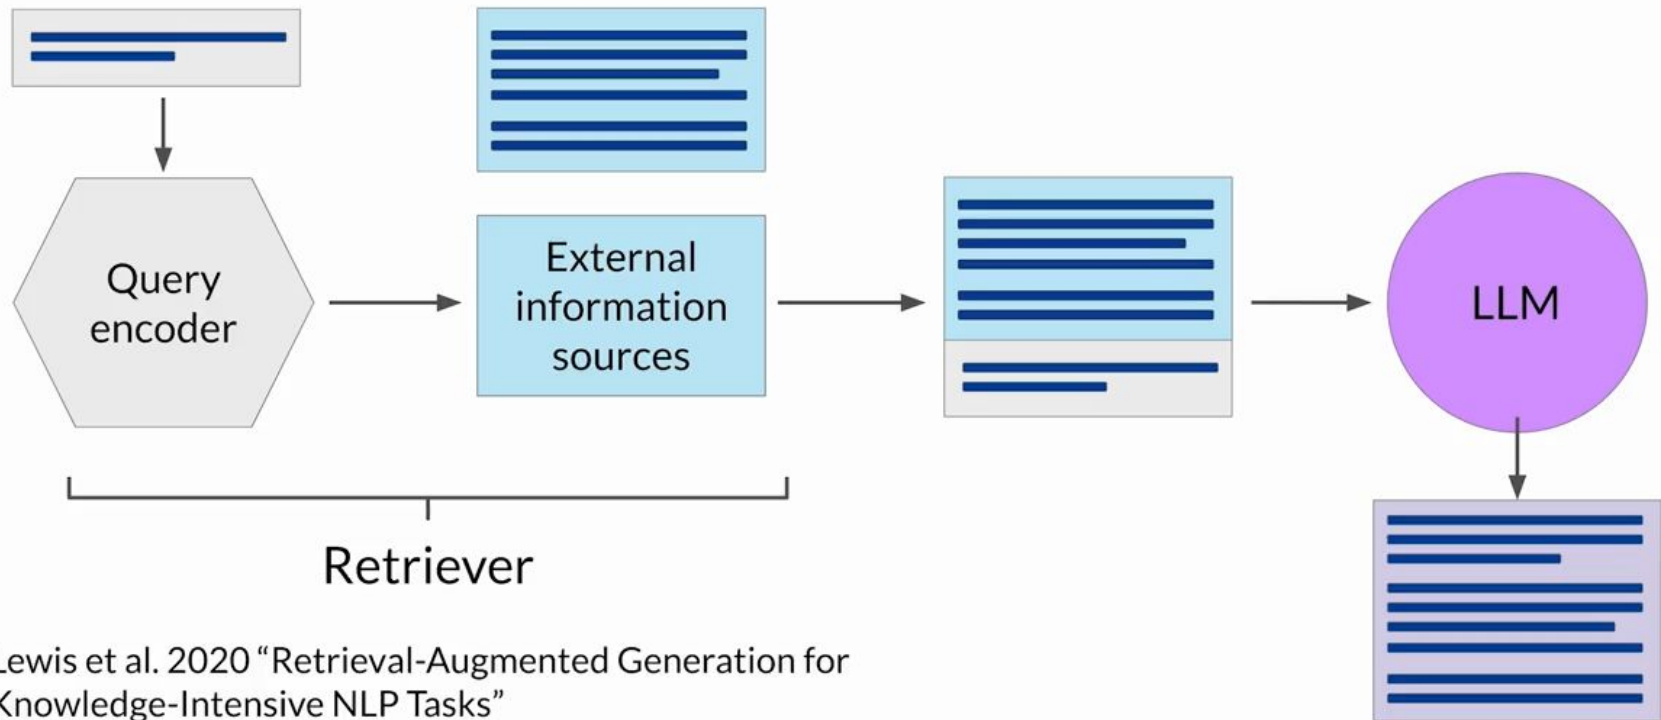 Query
encoder
External
information
sources
LLM
Retriever
Lewis et al. 2020 “Retrieval-Augmented Generation for
Knowledge-Intensive NLP Tasks”